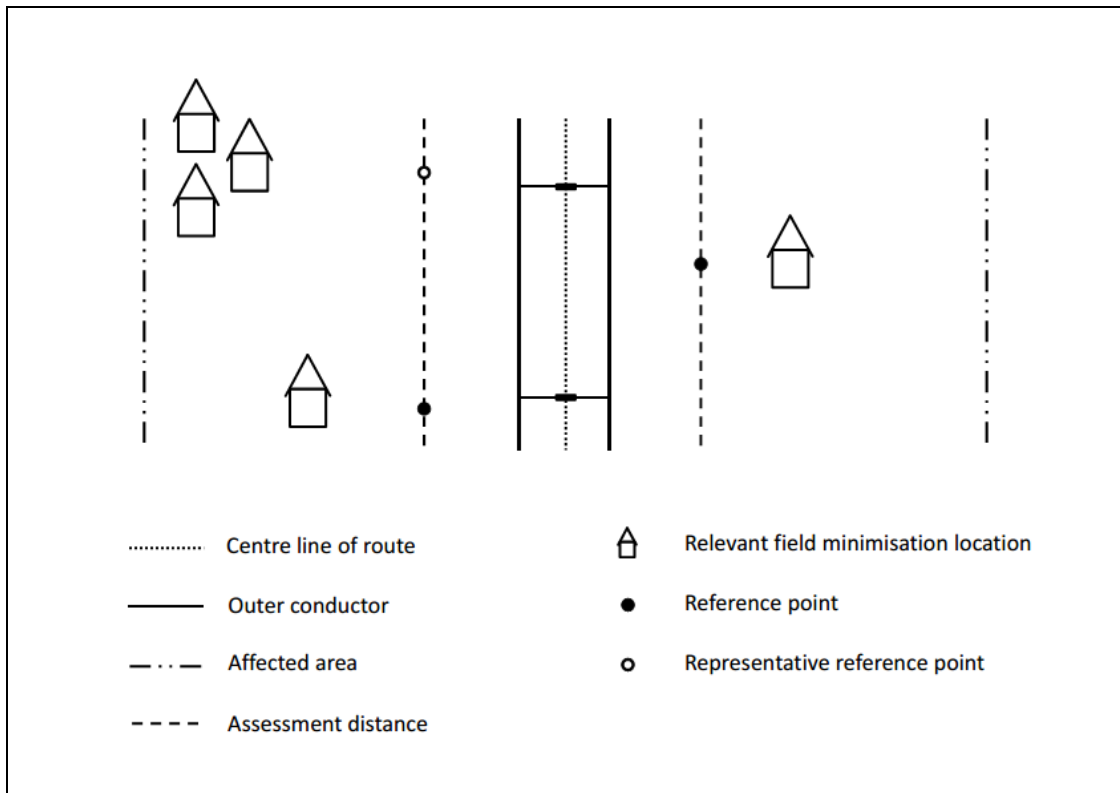 Centre line of route
Relevant field minimisation location
Outer conductor
Reference point
Affected area
Representative reference point
Assessment distance